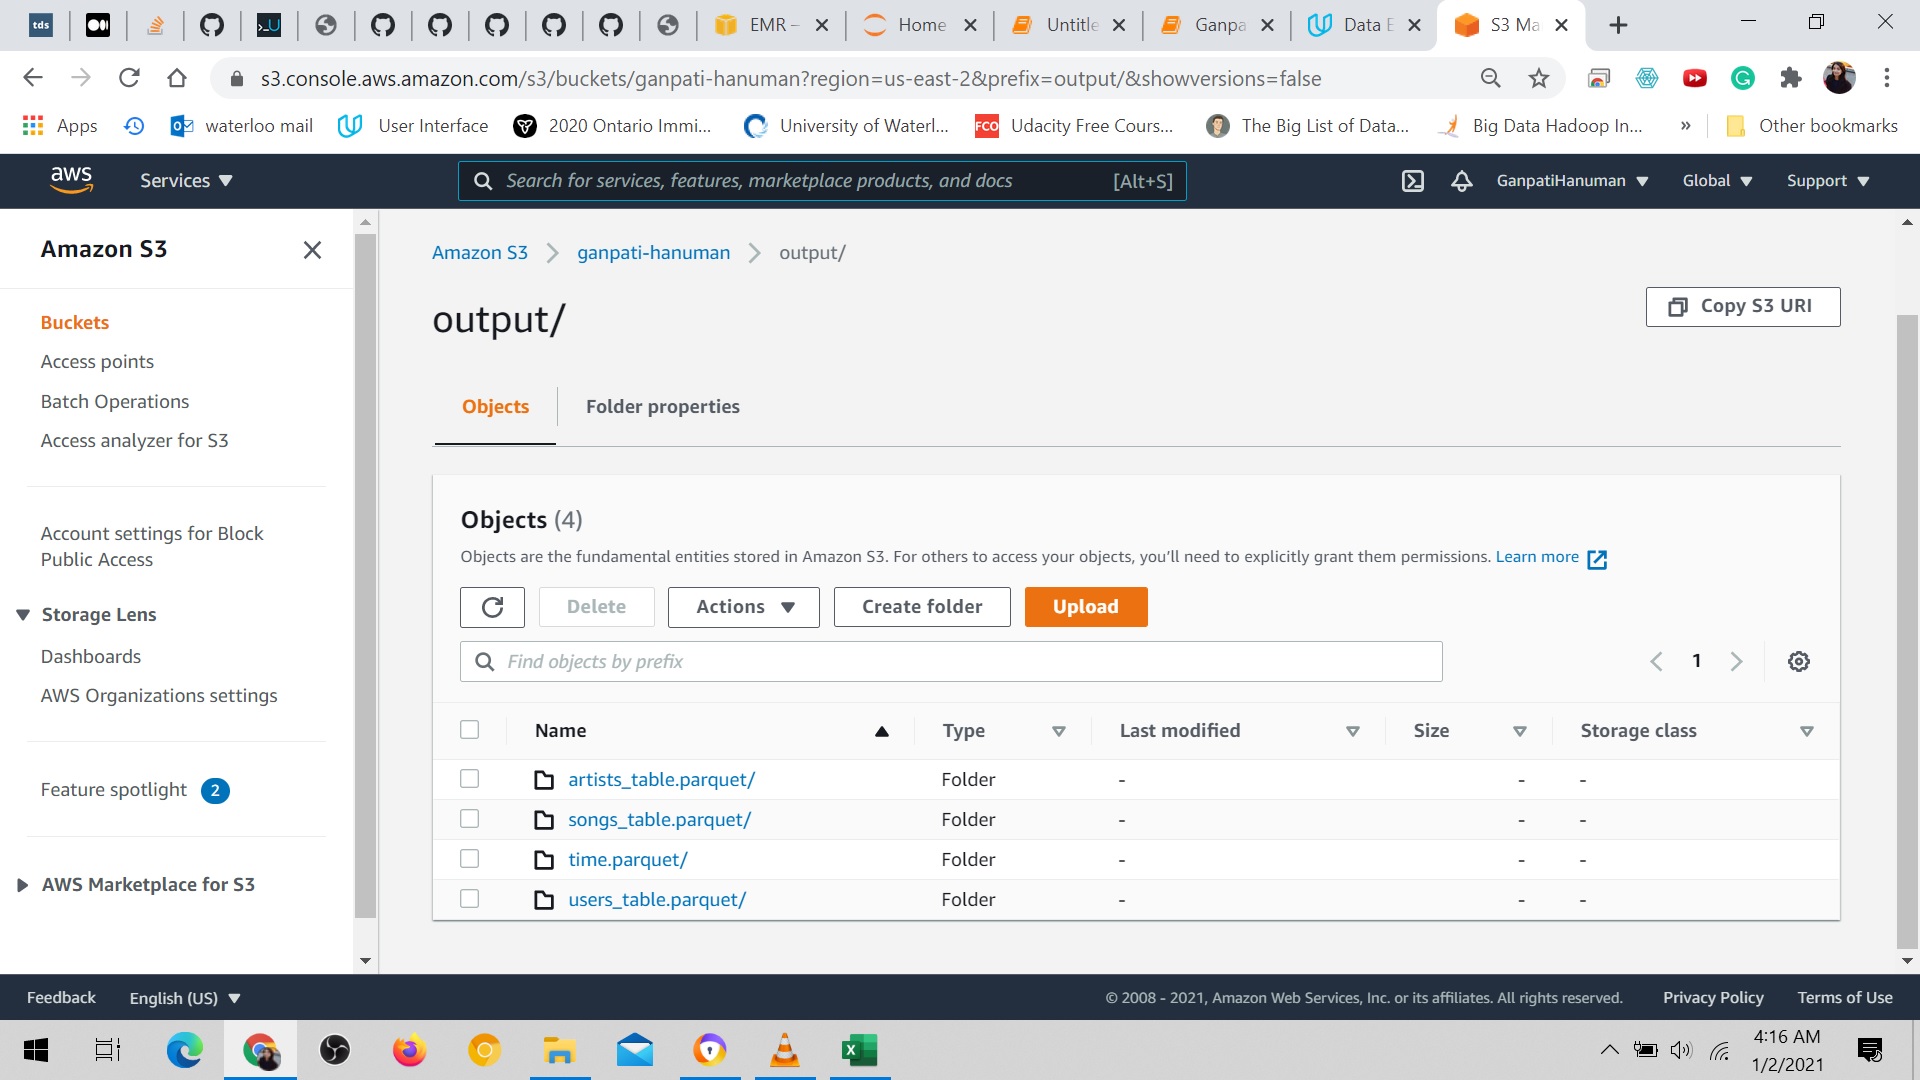 tds
EMR –
Home
Untitle
Ganpa
Data E
S3 Ma
s3.console.aws.amazon.com/s3/buckets/ganpati-hanuman?region=us-east-2&prefix=output/&showversions=false
Apps
waterloo mail
User Interface
2020 Ontario Immi...
University of Waterl...
FCO Udacity Free Cours...
The Big List of Data...
Big Data Hadoop In...
»
Other bookmarks
aws
Services
Search for services, features, marketplace products, and docs [Alt+S]
GanpatiHanuman
Global
Support
Amazon S3
Buckets
Access points
Batch Operations
Access analyzer for S3
Account settings for Block
Public Access
Storage Lens
Dashboards
AWS Organizations settings
Feature spotlight 2
AWS Marketplace for S3
Amazon S3 ganpati-hanuman output/
output/
Copy S3 URI
Objects
Folder properties
Objects (4)
Objects are the fundamental entities stored in Amazon S3. For others to access your objects, you’ll need to explicitly grant them permissions. Learn more
Delete
Actions
Create folder
Upload
Find objects by prefix
1
Name Type Last modified Size Storage class
artists_table.parquet/ Folder - - -
songs_table.parquet/ Folder - - -
time.parquet/ Folder - - -
users_table.parquet/ Folder - - -
Feedback
English (US)
© 2008 - 2021, Amazon Web Services, Inc. or its affiliates. All rights reserved.
Privacy Policy
Terms of Use
4:16 AM
1/2/2021